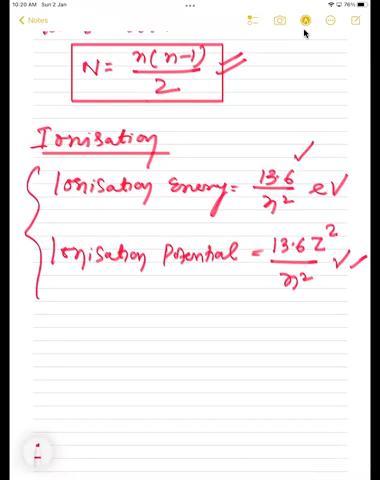 10:20 AM Sun 2 Jan 76%
Notes
N = n(n-1)/2
Ionisation
Ionisation Energy = 13.6/n² eV
Ionisation Potential = 13.6 Z²/n² V